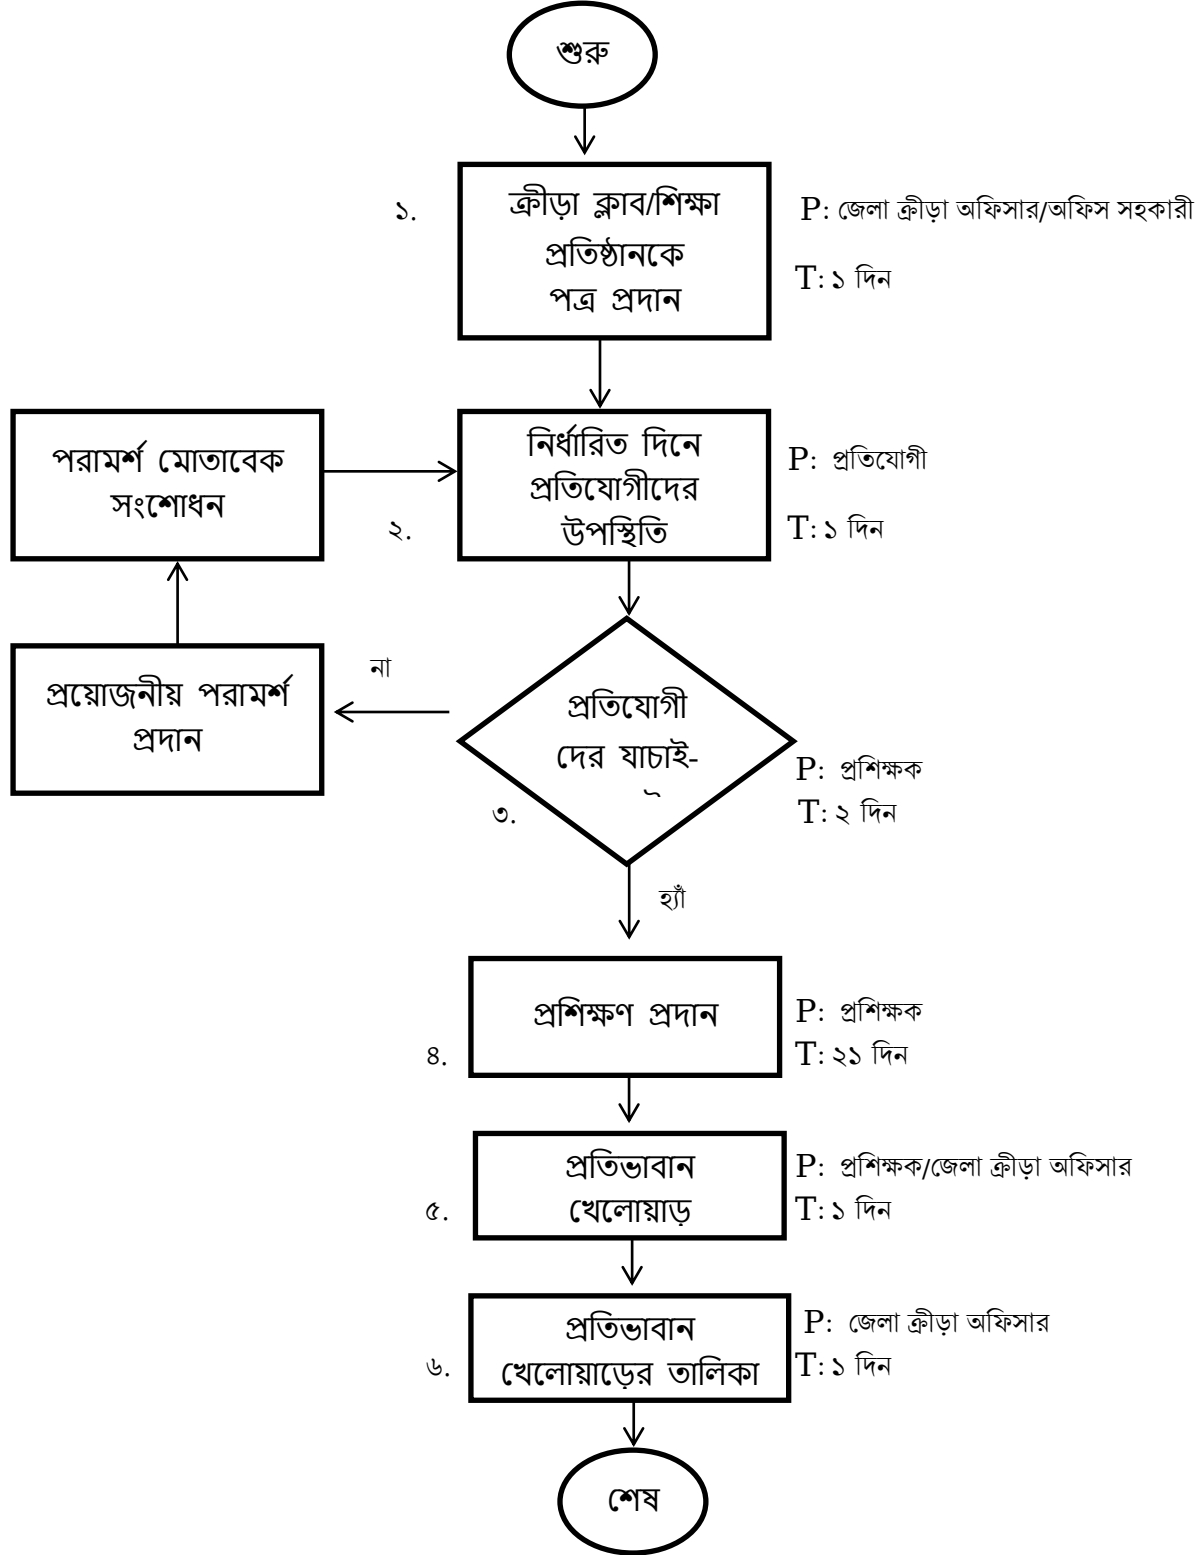 শুরু
১.
ক্রীড়া ক্লাব/শিক্ষা
প্রতিষ্ঠানকে
পত্র প্রদান
P: জেলা ক্রীড়া অফিসার/অফিস সহকারী
T: ১ দিন
পরামর্শ মোতাবেক
সংশোধন
২.
নির্ধারিত দিনে
প্রতিযোগীদের
উপস্থিতি
P: প্রতিযোগী
T: ১ দিন
প্রয়োজনীয় পরামর্শ
প্রদান
না
৩.
প্রতিযোগী
দের যাচাই-
P: প্রশিক্ষক
T: ২ দিন
হ্যাঁ
৪.
প্রশিক্ষণ প্রদান
P: প্রশিক্ষক
T: ২১ দিন
৫.
প্রতিভাবান
খেলোয়াড়
P: প্রশিক্ষক/জেলা ক্রীড়া অফিসার
T: ১ দিন
৬.
প্রতিভাবান
খেলোয়াড়ের তালিকা
P: জেলা ক্রীড়া অফিসার
T: ১ দিন
শেষ